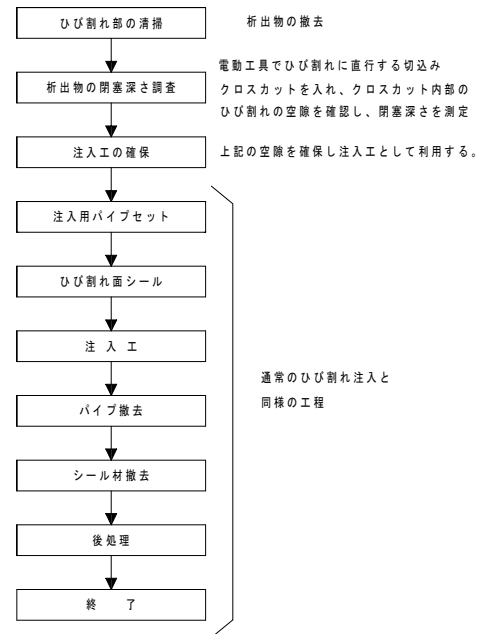 ひび割れ部の清掃
析出物の撤去
析出物の閉塞深さ調査
電動工具でひび割れに直行する切込み
クロスカットを入れ、クロスカット内部の
ひび割れの空隙を確認し、閉塞深さを測定
注入工の確保
上記の空隙を確保し注入工として利用する。
注入用パイプセット
ひび割れ面シール
注 入 工
パイプ撤去
シール材撤去
後処理
終 了
通常のひび割れ注入と
同様の工程